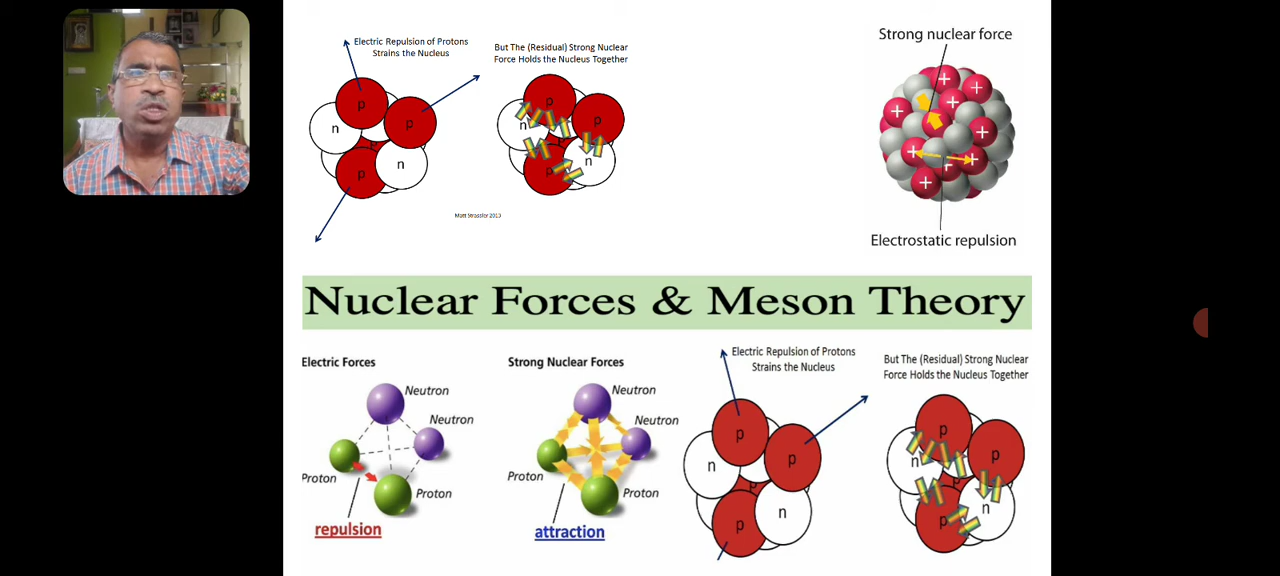 Electric Repulsion of Protons
Strains the Nucleus
p
n
p
p
n
But The (Residual) Strong Nuclear
Force Holds the Nucleus Together
p
n
p
p
n
Matt Strassler 2013
Strong nuclear force
+
+
+
+
+
+
+
+
+
Electrostatic repulsion
Nuclear Forces & Meson Theory
Electric Forces
Neutron
Neutron
Proton
Proton
repulsion
Strong Nuclear Forces
Neutron
Neutron
Proton
Proton
attraction
Electric Repulsion of Protons
Strains the Nucleus
p
n
p
p
n
But The (Residual) Strong Nuclear
Force Holds the Nucleus Together
p
n
p
p
p
n